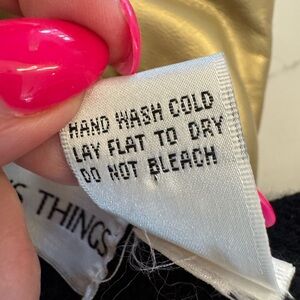 HAND WASH COLD
LAY FLAT TO DRY
DO NOT BLEACH
THINGS